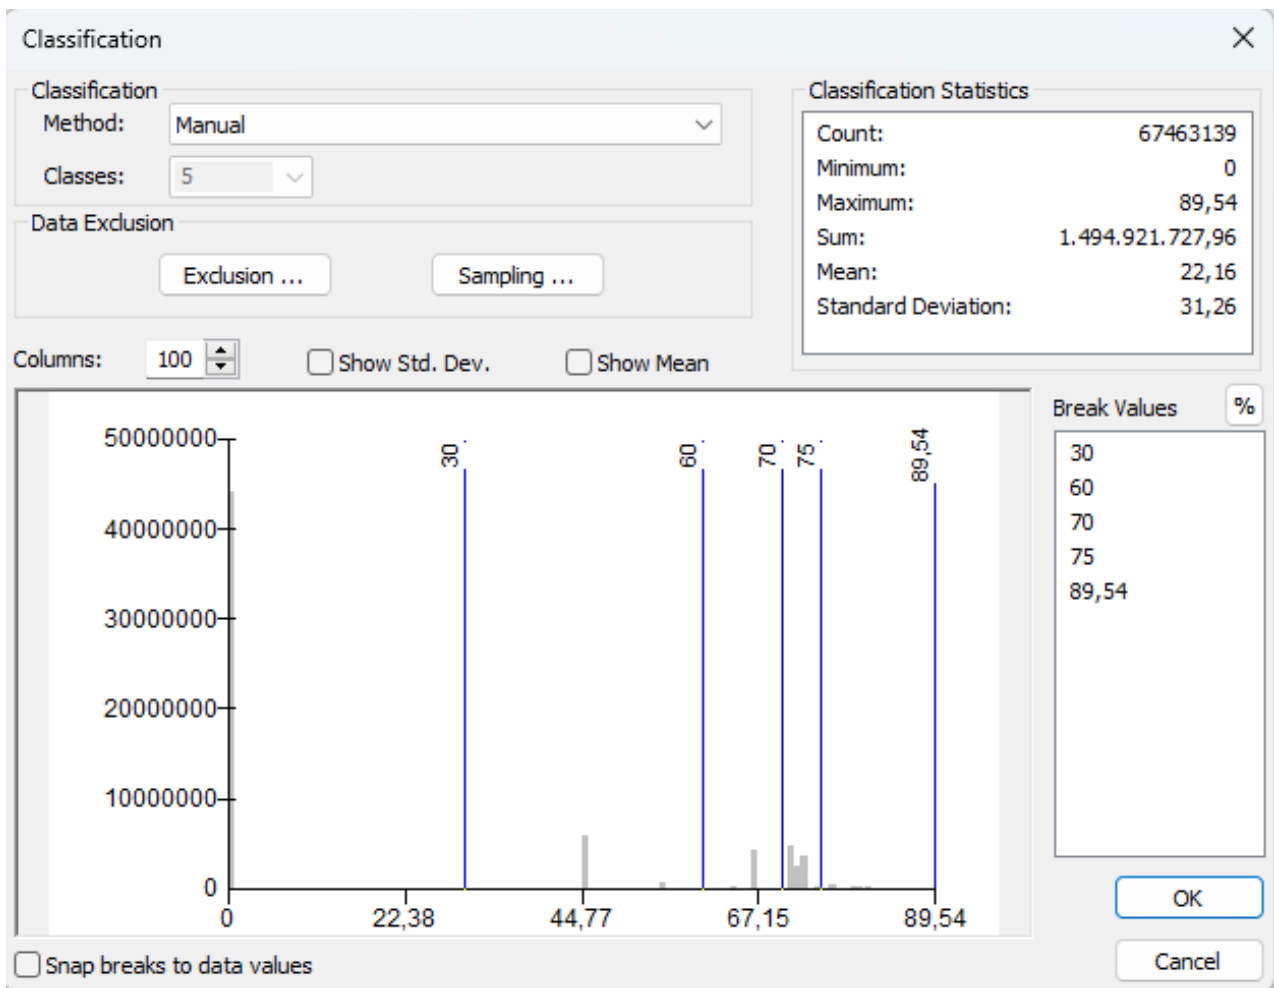 Classification
Classification
Method: Manual
Classes: 5
Data Exclusion
Exclusion ...
Sampling ...
Classification Statistics
Count: 67463139
Minimum: 0
Maximum: 89,54
Sum: 1.494.921.727,96
Mean: 22,16
Standard Deviation: 31,26
Columns: 100 Show Std. Dev. Show Mean
50000000
40000000
30000000
20000000
10000000
0
30 60 70 75 89,54
0 22,38 44,77 67,15 89,54
Break Values %
30
60
70
75
89,54
OK
Cancel
Snap breaks to data values